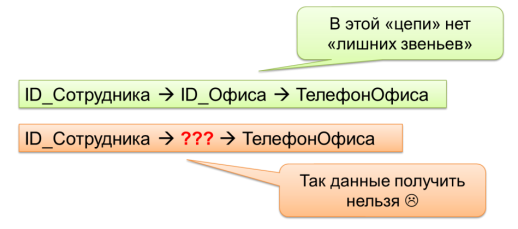 В этой «цепи» нет
«лишних звеньев»
ID_Сотрудника → ID_Офиса → ТелефонОфиса
ID_Сотрудника → ??? → ТелефонОфиса
Так данные получить
нельзя ☹